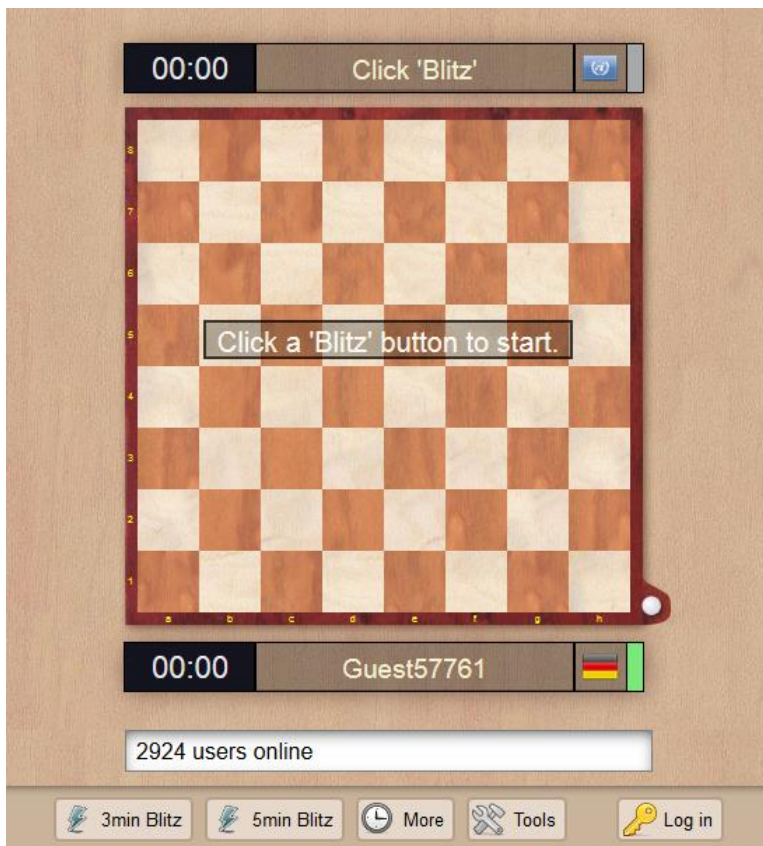 00:00 Click 'Blitz'
8
7
6
5 Click a 'Blitz' button to start.
4
3
2
1
a b c d e f g h
00:00 Guest57761
2924 users online
3min Blitz 5min Blitz More Tools Log in